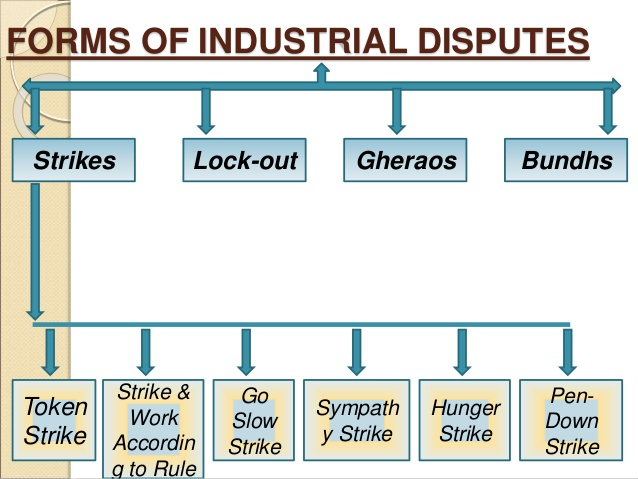 FORMS OF INDUSTRIAL DISPUTES
Strikes
Lock-out
Gheraos
Bundhs
Token
Strike
Strike &
Work
Accordin
g to Rule
Go
Slow
Strike
Sympath
y Strike
Hunger
Strike
Pen-
Down
Strike